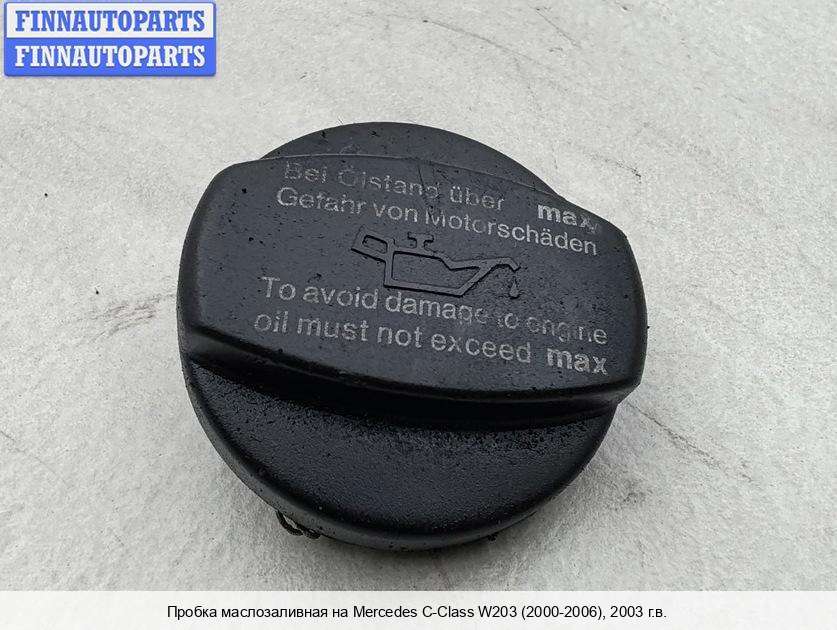 FINNAUTOPARTS
FINNAUTOPARTS
Bei Ölstand über max
Gefahr von Motorschäden
To avoid damage to engine
oil must not exceed max
Пробка маслозаливная на Mercedes C-Class W203 (2000-2006), 2003 г.в.